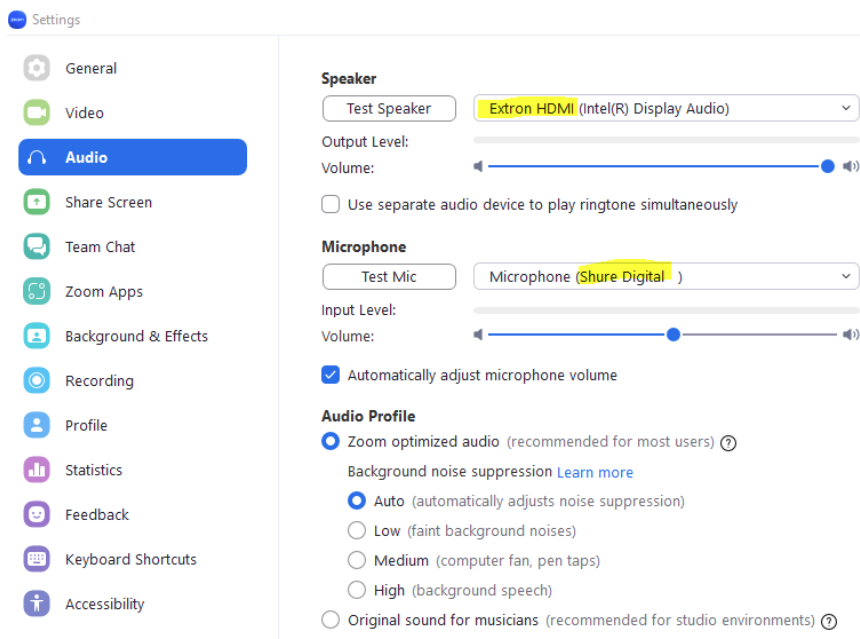 zoom Settings
General
Video
Audio
Share Screen
Team Chat
Zoom Apps
Background & Effects
Recording
Profile
Statistics
Feedback
Keyboard Shortcuts
Accessibility
Speaker
Test Speaker Extron HDMI (Intel(R) Display Audio)
Output Level:
Volume:
Use separate audio device to play ringtone simultaneously
Microphone
Test Mic Microphone (Shure Digital )
Input Level:
Volume:
Automatically adjust microphone volume
Audio Profile
Zoom optimized audio (recommended for most users) ?
Background noise suppression Learn more
Auto (automatically adjusts noise suppression)
Low (faint background noises)
Medium (computer fan, pen taps)
High (background speech)
Original sound for musicians (recommended for studio environments) ?